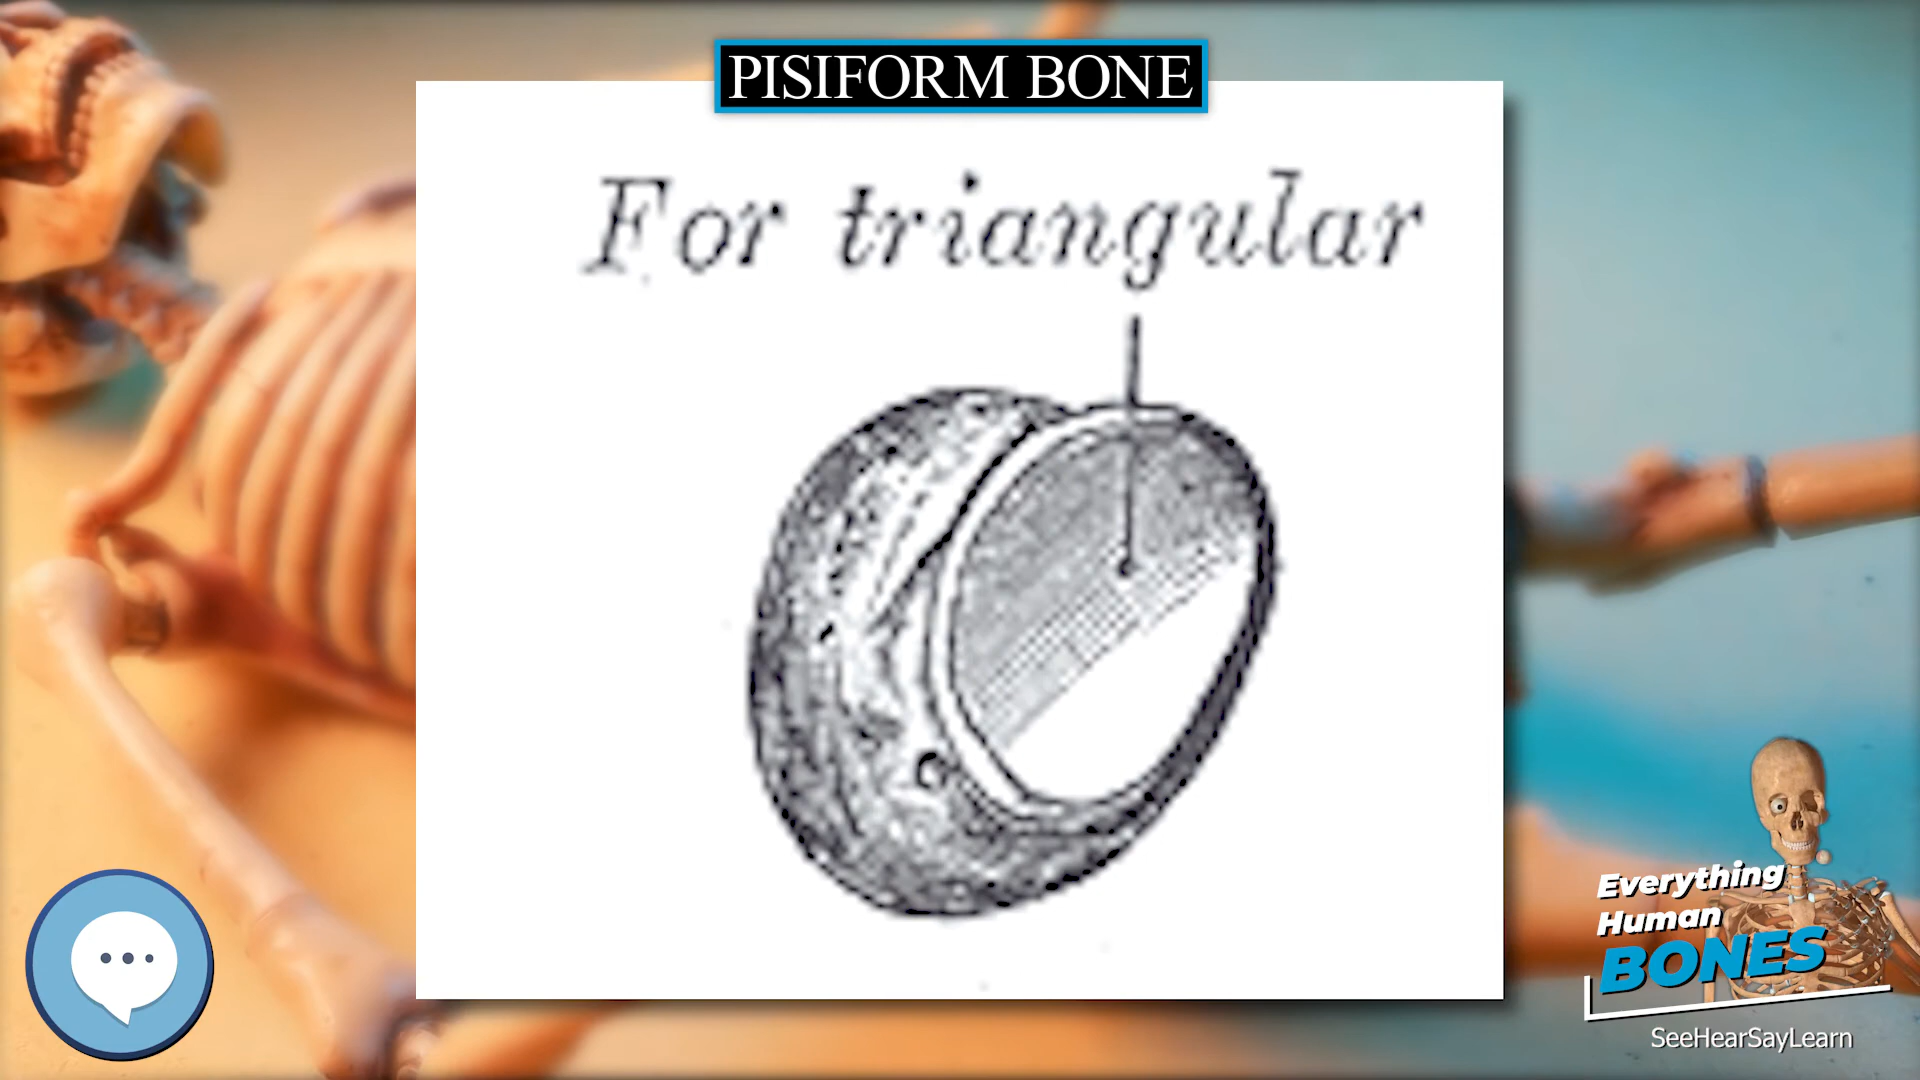 PISIFORM BONE
For triangular
Everything
Human
BONES
SeeHearSayLearn